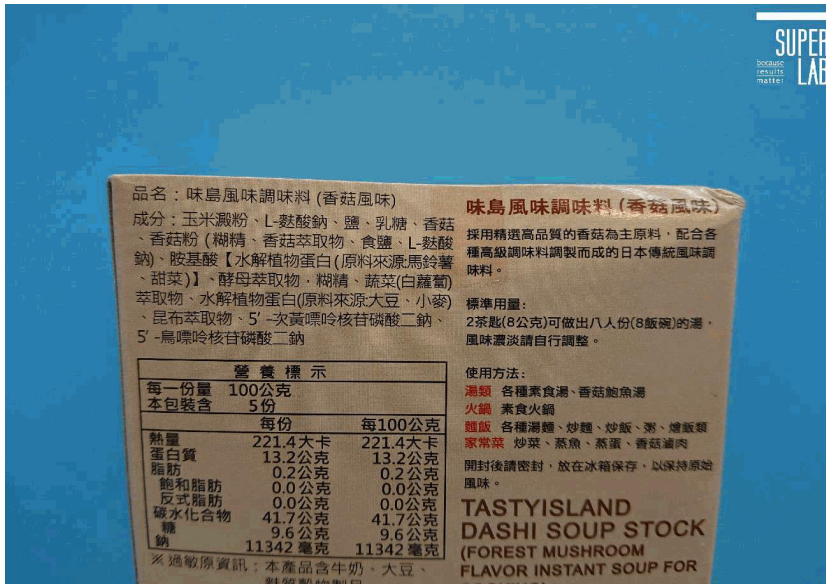 SUPER
LAB
because
results
matter
品名：味島風味調味料 (香菇風味)
成分：玉米澱粉、L-麩酸鈉、鹽、乳糖、香菇
、香菇粉 (糊精、香菇萃取物、食鹽、L-麩酸
鈉)、胺基酸【水解植物蛋白 (原料來源:馬鈴薯
、甜菜)】、酵母萃取物．糊精、蔬菜(白蘿蔔)
萃取物、水解植物蛋白(原料來源:大豆、小麥)
、昆布萃取物、5′-次黃嘌呤核苷磷酸二鈉、
5′-鳥嘌呤核苷磷酸二鈉
營養標示
每一份量 100公克
本包裝含 5份
每份 每100公克
熱量 221.4大卡 221.4大卡
蛋白質 13.2公克 13.2公克
脂肪 0.2公克 0.2公克
飽和脂肪 0.0公克 0.0公克
反式脂肪 0.0公克 0.0公克
碳水化合物 41.7公克 41.7公克
糖 9.6公克 9.6公克
鈉 11342 毫克 11342 毫克
※過敏原資訊：本產品含牛奶、大豆、
味島風味調味料 (香菇風味)
採用精選高品質的香菇為主原料，配合各
種高級調味料調製而成的日本傳統風味調
味料。
標準用量：
2茶匙(8公克)可做出八人份(8飯碗)的湯，
風味濃淡請自行調整。
使用方法：
湯類 各種素食湯、香菇鮑魚湯
火鍋 素食火鍋
麵飯 各種湯麵、炒麵、炒飯、粥、燴飯類
家常菜 炒菜、蒸魚、蒸蛋、香菇滷肉
開封後請密封，放在冰箱保存，以保持原始
風味。
TASTYISLAND
DASHI SOUP STOCK
(FOREST MUSHROOM
FLAVOR INSTANT SOUP FOR